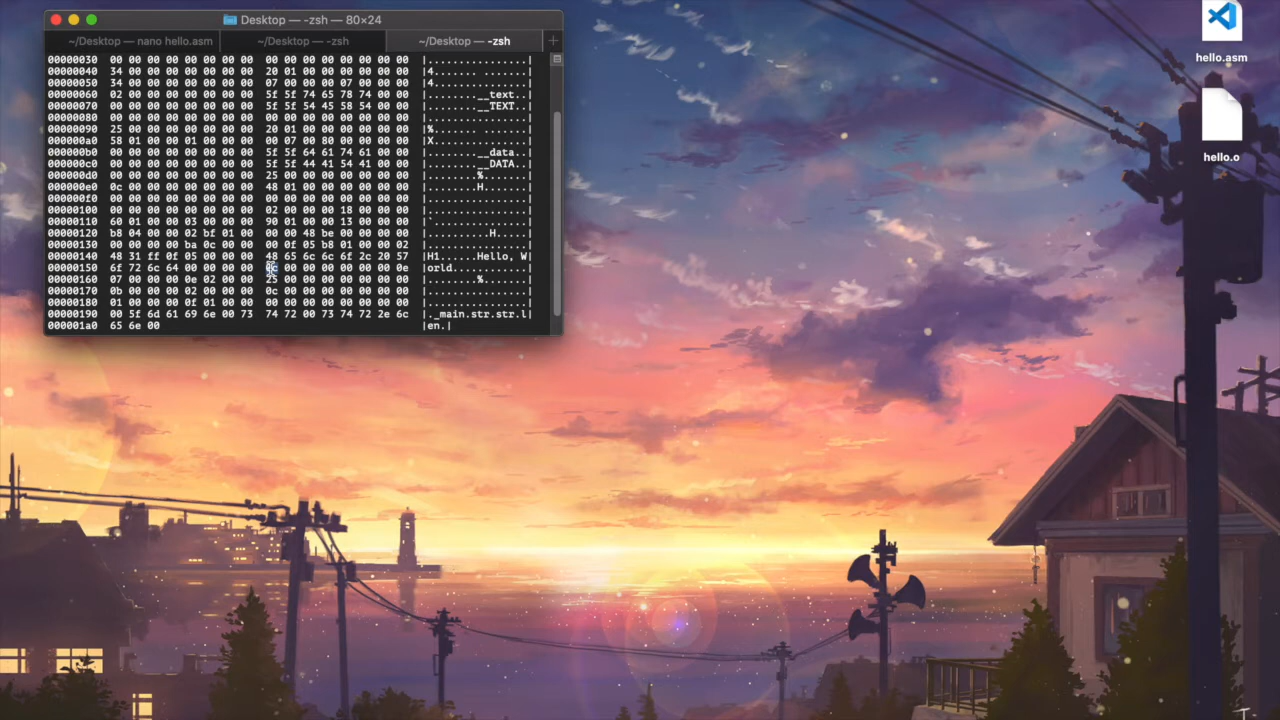 Desktop — -zsh — 80×24
~/Desktop — nano hello.asm ~/Desktop — -zsh ~/Desktop — -zsh +
00000030 00 00 00 00 00 00 00 00 00 00 00 00 00 00 00 00 |................|
00000040 34 00 00 00 00 00 00 00 20 01 00 00 00 00 00 00 |4....... .......|
00000050 34 00 00 00 00 00 00 00 07 00 00 00 07 00 00 00 |4...............|
00000060 02 00 00 00 00 00 00 00 5f 5f 74 65 78 74 00 00 |........__text..|
00000070 00 00 00 00 00 00 00 00 5f 5f 54 45 58 54 00 00 |........__TEXT..|
00000080 00 00 00 00 00 00 00 00 00 00 00 00 00 00 00 00 |................|
00000090 25 00 00 00 00 00 00 00 20 01 00 00 00 00 00 00 |%....... .......|
000000a0 58 01 00 00 01 00 00 00 00 07 00 80 00 00 00 00 |X...............|
000000b0 00 00 00 00 00 00 00 00 5f 5f 64 61 74 61 00 00 |........__data..|
000000c0 00 00 00 00 00 00 00 00 5f 5f 44 41 54 41 00 00 |........__DATA..|
000000d0 00 00 00 00 00 00 00 00 25 00 00 00 00 00 00 00 |........%.......|
000000e0 0c 00 00 00 00 00 00 00 48 01 00 00 00 00 00 00 |........H.......|
000000f0 00 00 00 00 00 00 00 00 00 00 00 00 00 00 00 00 |................|
00000100 00 00 00 00 00 00 00 00 02 00 00 00 18 00 00 00 |................|
00000110 60 01 00 00 03 00 00 00 90 01 00 00 13 00 00 00 |`...............|
00000120 b8 04 00 00 02 bf 01 00 00 00 48 be 00 00 00 00 |..........H.....|
00000130 00 00 00 00 ba 0c 00 00 00 0f 05 b8 01 00 00 02 |................|
00000140 48 31 ff 0f 05 00 00 00 48 65 6c 6c 6f 2c 20 57 |H1......Hello, W|
00000150 6f 72 6c 64 00 00 00 00 0c 00 00 00 00 00 00 0e |orld............|
00000160 07 00 00 00 0e 02 00 00 25 00 00 00 00 00 00 00 |........%.......|
00000170 0b 00 00 00 02 00 00 00 0c 00 00 00 00 00 00 00 |................|
00000180 01 00 00 00 0f 01 00 00 00 00 00 00 00 00 00 00 |................|
00000190 00 5f 6d 61 69 6e 00 73 74 72 00 73 74 72 2e 6c |._main.str.str.l|
000001a0 65 6e 00 |en.|
hello.asm
hello.o